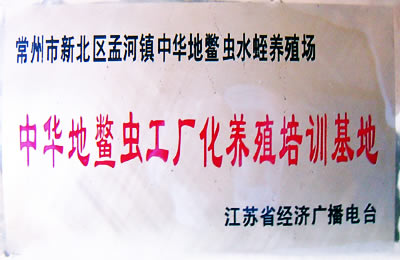 常州市新北区孟河镇中华地鳖虫水蛭养殖场
中华地鳖虫工厂化养殖培训基地
江苏省经济广播电台